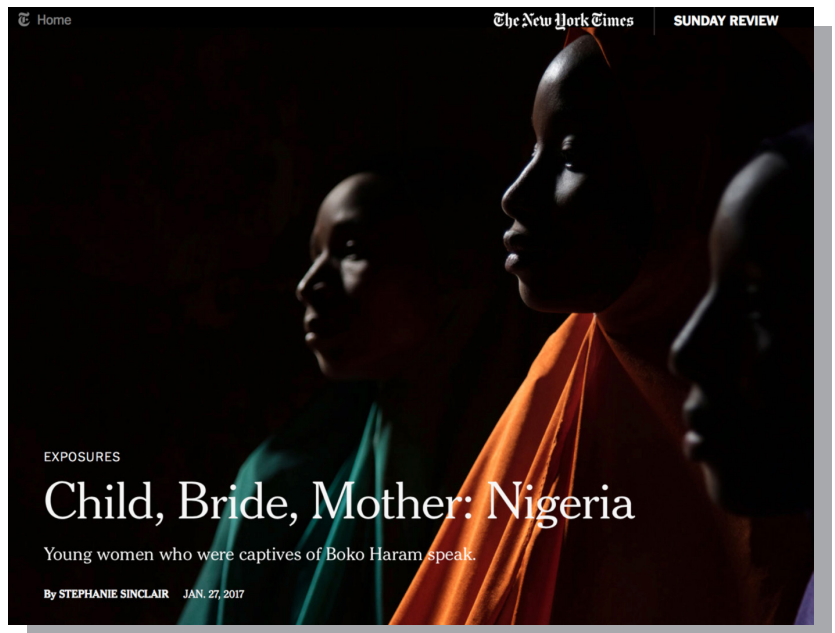 Home
The New York Times
SUNDAY REVIEW
EXPOSURES
Child, Bride, Mother: Nigeria
Young women who were captives of Boko Haram speak.
By STEPHANIE SINCLAIR JAN. 27, 2017